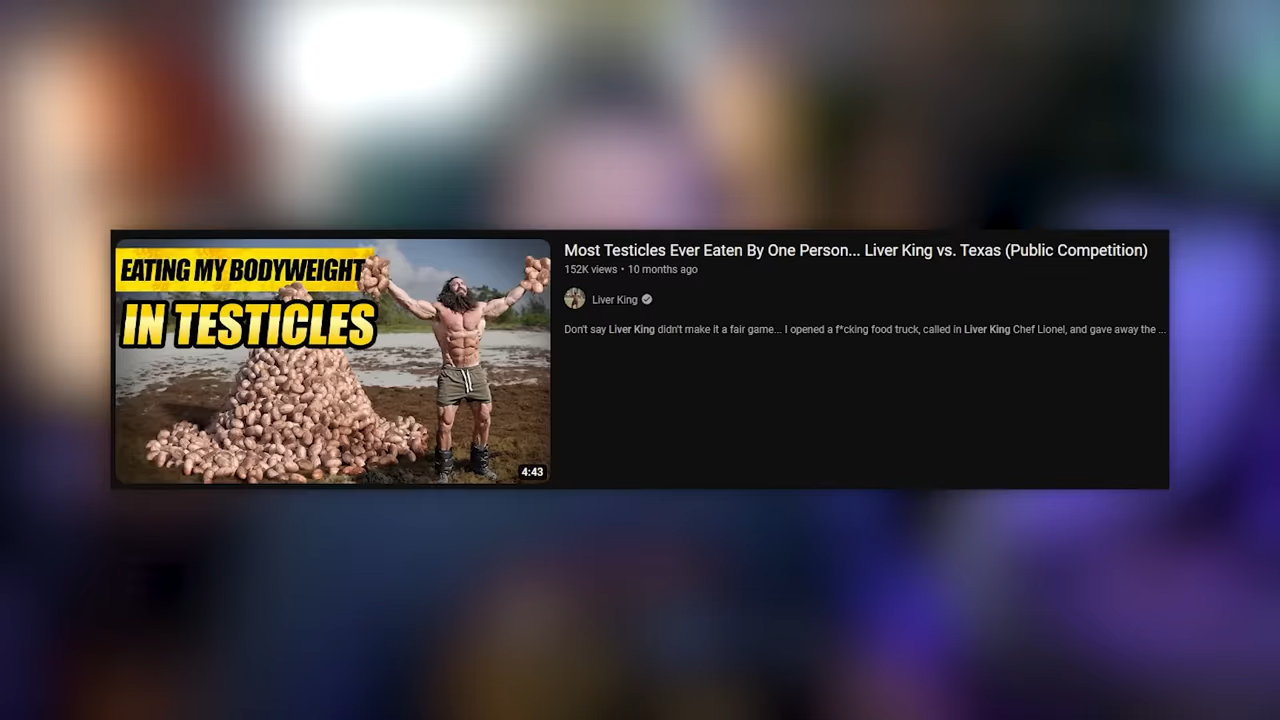 EATING MY BODYWEIGHT
IN TESTICLES
4:43
Most Testicles Ever Eaten By One Person... Liver King vs. Texas (Public Competition)
152K views • 10 months ago
Liver King
Don't say Liver King didn't make it a fair game... I opened a f*cking food truck, called in Liver King Chef Lionel, and gave away the ...